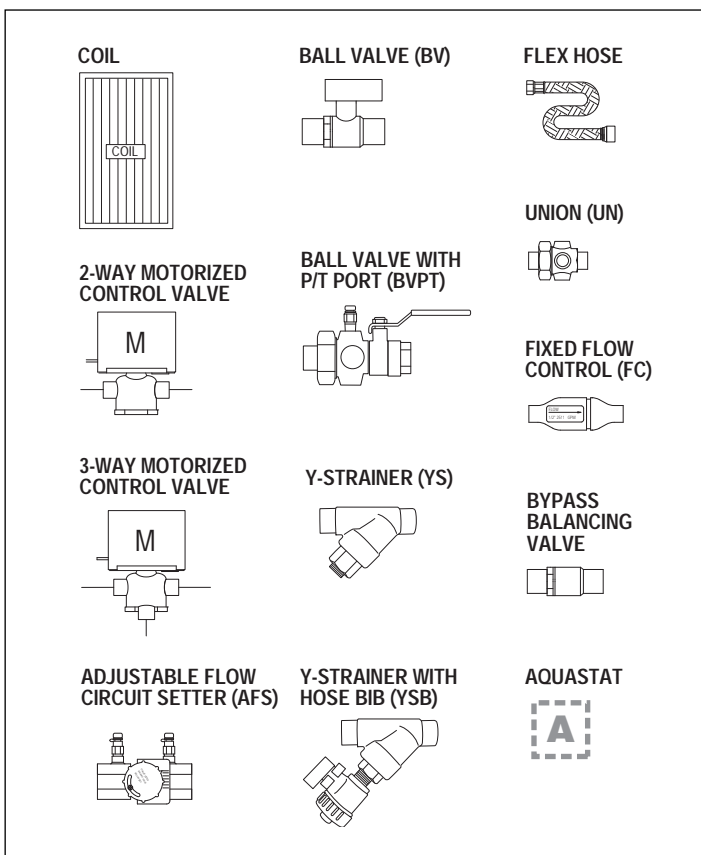 COIL
COIL
2-WAY MOTORIZED
CONTROL VALVE
M
3-WAY MOTORIZED
CONTROL VALVE
M
ADJUSTABLE FLOW
CIRCUIT SETTER (AFS)
BALL VALVE (BV)
BALL VALVE WITH
P/T PORT (BVPT)
Y-STRAINER (YS)
Y-STRAINER WITH
HOSE BIB (YSB)
FLEX HOSE
UNION (UN)
FIXED FLOW
CONTROL (FC)
FLOW
BYPASS
BALANCING
VALVE
AQUASTAT
A